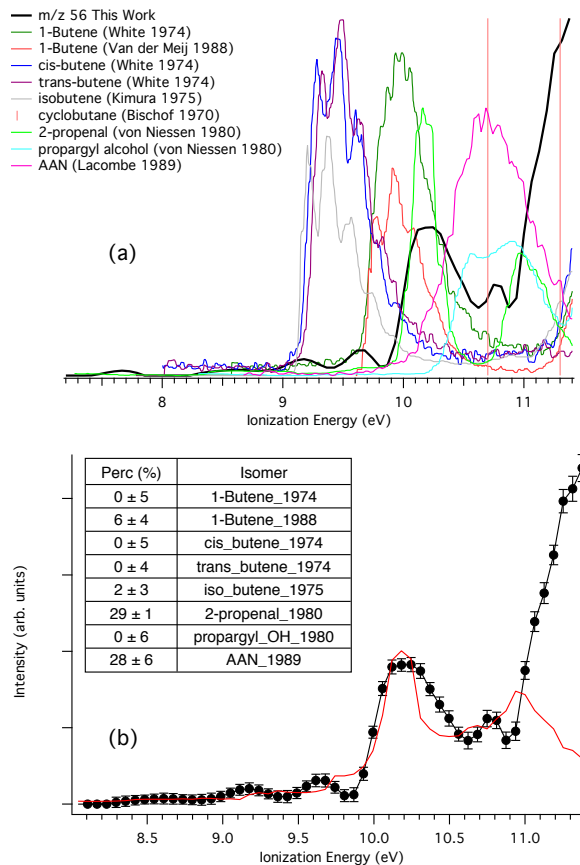 m/z 56 This Work
1-Butene (White 1974)
1-Butene (Van der Meij 1988)
cis-butene (White 1974)
trans-butene (White 1974)
isobutene (Kimura 1975)
cyclobutane (Bischof 1970)
2-propenal (von Niessen 1980)
propargyl alcohol (von Niessen 1980)
AAN (Lacombe 1989)
(a)
8 9 10 11
Ionization Energy (eV)
Perc (%) Isomer
0 ± 5 1-Butene_1974
6 ± 4 1-Butene_1988
0 ± 5 cis_butene_1974
0 ± 4 trans_butene_1974
2 ± 3 iso_butene_1975
29 ± 1 2-propenal_1980
0 ± 6 propargyl_OH_1980
28 ± 6 AAN_1989
Intensity (arb. units)
(b)
8.5 9.0 9.5 10.0 10.5 11.0
Ionization Energy (eV)